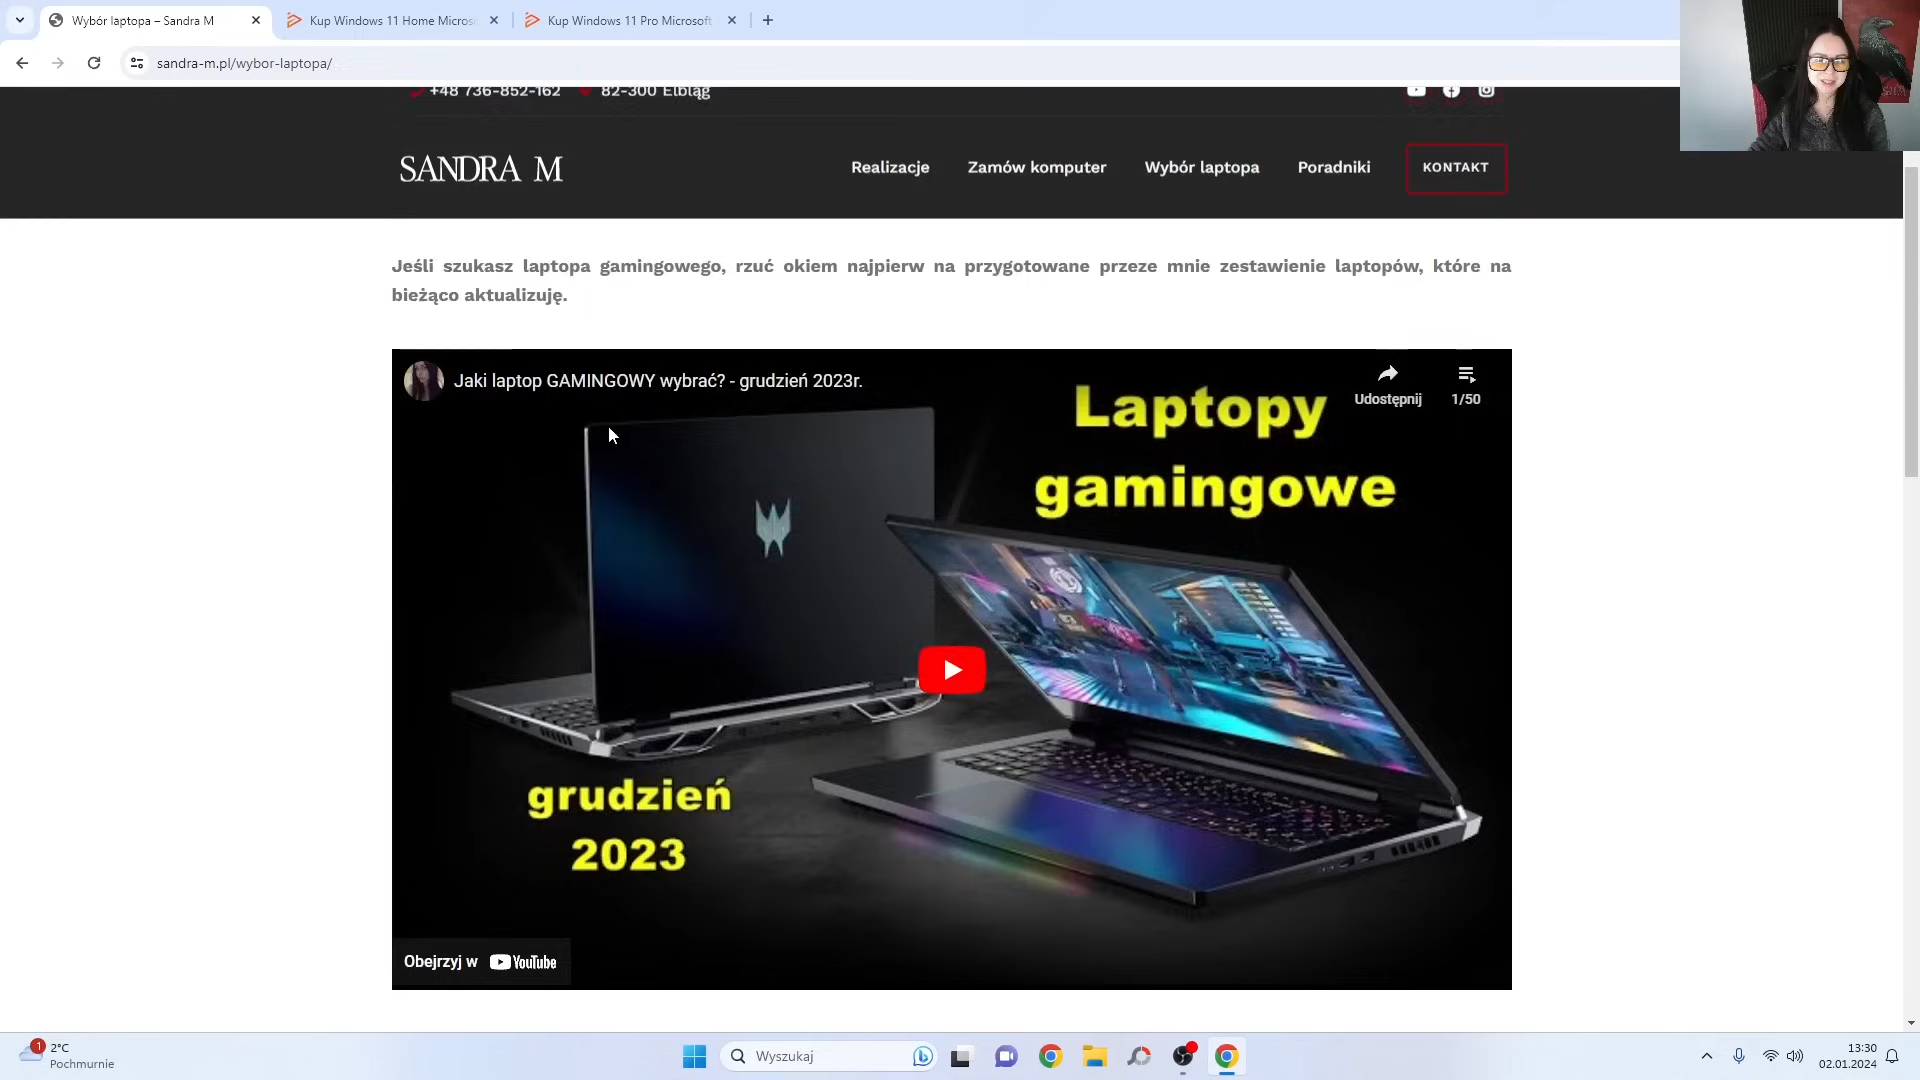 Wybór laptopa – Sandra M
Kup Windows 11 Home Micros
Kup Windows 11 Pro Microsoft
sandra-m.pl/wybor-laptopa/
+48 736-852-162
82-300 Elbląg
SANDRA M
Realizacje
Zamów komputer
Wybór laptopa
Poradniki
KONTAKT
Jeśli szukasz laptopa gamingowego, rzuć okiem najpierw na przygotowane przeze mnie zestawienie laptopów, które na
bieżąco aktualizuję.
Jaki laptop GAMINGOWY wybrać? - grudzień 2023r.
Udostępnij
1/50
Laptopy
gamingowe
grudzień
2023
Obejrzyj w YouTube
1
2°C
Pochmurnie
Wyszukaj
13:30
02.01.2024